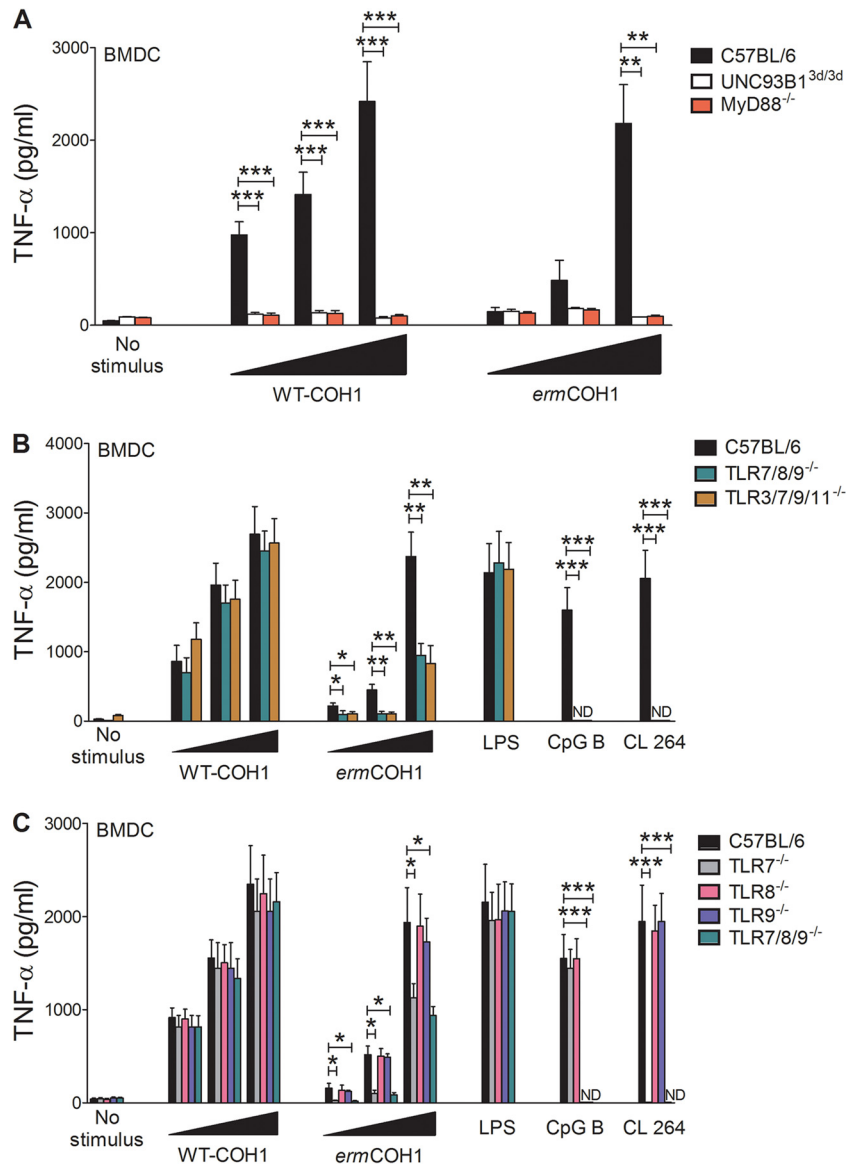 A
BMDC
C57BL/6
UNC93B1 3d/3d
MyD88-/-
TNF-α (pg/ml)
3000
2000
1000
0
***
***
***
***
***
***
**
**
No
stimulus
WT-COH1
ermCOH1
B
BMDC
C57BL/6
TLR7/8/9-/-
TLR3/7/9/11-/-
TNF-α (pg/ml)
4000
3000
2000
1000
0
*
*
**
**
**
**
***
***
ND
***
***
ND
No
stimulus
WT-COH1
ermCOH1
LPS
CpG B
CL 264
C
BMDC
C57BL/6
TLR7-/-
TLR8-/-
TLR9-/-
TLR7/8/9-/-
TNF-α (pg/ml)
3000
2000
1000
0
*
*
*
*
*
*
***
***
ND
***
***
ND
No
stimulus
WT-COH1
ermCOH1
LPS
CpG B
CL 264